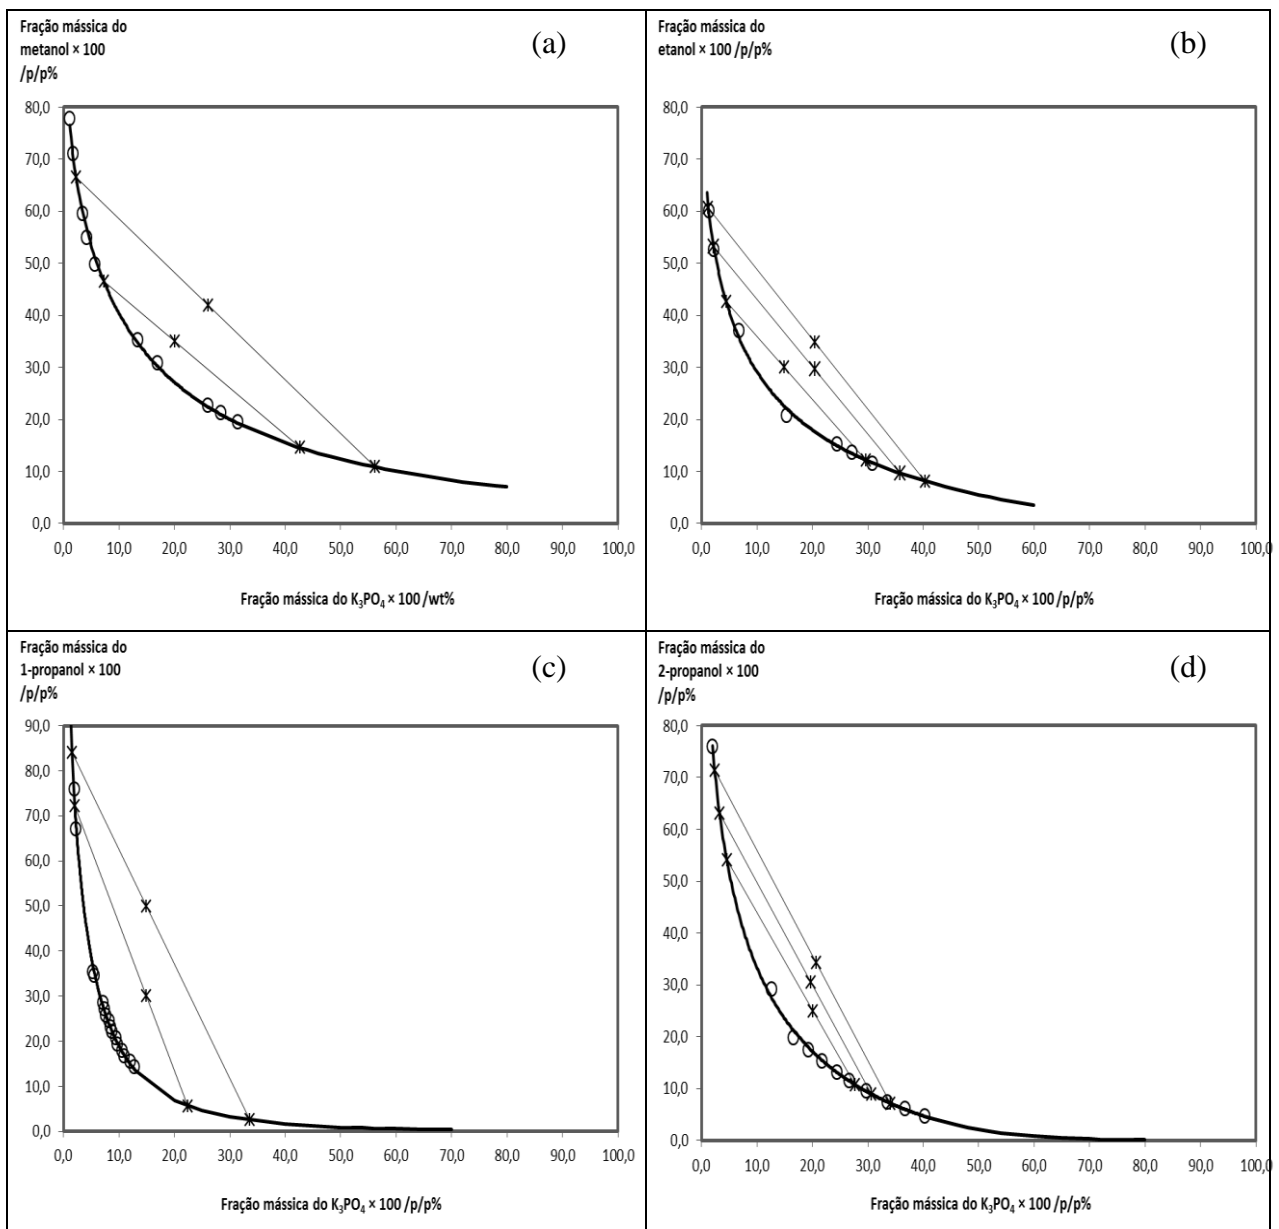 Fração mássica do
metanol × 100
/p/p%
(a)
80,0
70,0
60,0
50,0
40,0
30,0
20,0
10,0
0,0
0,0 10,0 20,0 30,0 40,0 50,0 60,0 70,0 80,0 90,0 100,0
Fração mássica do K₃PO₄ × 100 /wt%
Fração mássica do
etanol × 100 /p/p%
(b)
80,0
70,0
60,0
50,0
40,0
30,0
20,0
10,0
0,0
0,0 10,0 20,0 30,0 40,0 50,0 60,0 70,0 80,0 90,0 100,0
Fração mássica do K₃PO₄ × 100 /p/p%
Fração mássica do
1-propanol × 100
/p/p%
(c)
90,0
80,0
70,0
60,0
50,0
40,0
30,0
20,0
10,0
0,0
0,0 10,0 20,0 30,0 40,0 50,0 60,0 70,0 80,0 90,0 100,0
Fração mássica do K₃PO₄ × 100 /p/p%
Fração mássica do
2-propanol × 100
/p/p%
(d)
80,0
70,0
60,0
50,0
40,0
30,0
20,0
10,0
0,0
0,0 10,0 20,0 30,0 40,0 50,0 60,0 70,0 80,0 90,0 100,0
Fração mássica do K₃PO₄ × 100 /p/p%